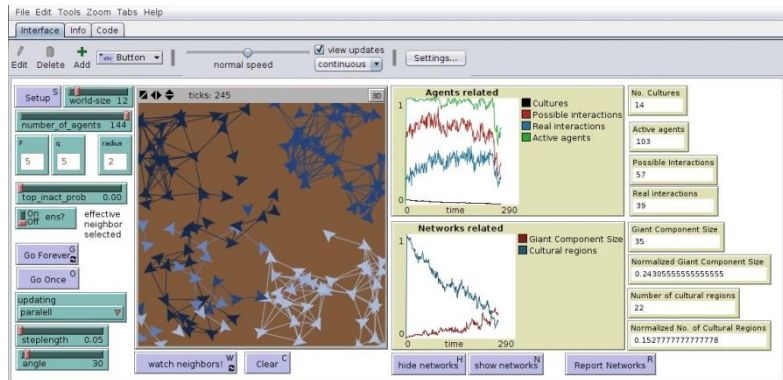 File Edit Tools Zoom Tabs Help
Interface Info Code
Edit Delete Add
abc Button
normal speed
view updates
continuous
Settings...
Setup S
world-size 12
number_of_agents 144
F
5
q
5
radius
2
top_inact_prob 0.00
On
Off
ens?
effective
neighbor
selected
Go Forever G
Go Once O
updating
paralell
steplength 0.05
angle 30
ticks: 245
3D
watch neighbors! W
Clear C
Agents related
1
0
time
290
Cultures
Possible interactions
Real interactions
Active agents
Networks related
1
0
time
290
Giant Component Size
Cultural regions
hide networks H
show networks N
Report Networks R
No. Cultures
14
Active agents
103
Possible Interactions
57
Real interactions
39
Giant Component Size
35
Normalized Giant Component Size
0.24305555555555555
Number of cultural regions
22
Normalized No. of Cultural Regions
0.1527777777777778